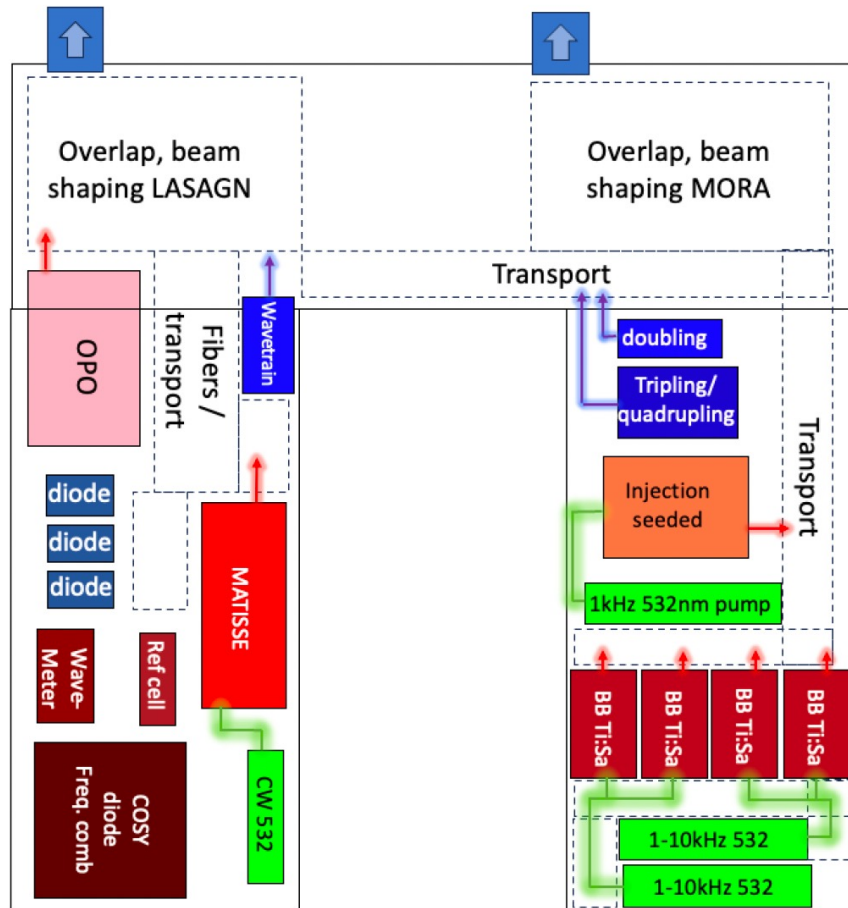 Overlap, beam
shaping LASAGN
Overlap, beam
shaping MORA
Transport
OPO
Fibers /
transport
Wavetrain
doubling
Tripling/
quadrupling
Transport
diode
diode
diode
MATISSE
Injection
seeded
1kHz 532nm pump
Wave-
Meter
Ref cell
BB Ti:Sa
BB Ti:Sa
BB Ti:Sa
BB Ti:Sa
COSY
diode
Freq. comb
CW 532
1-10kHz 532
1-10kHz 532